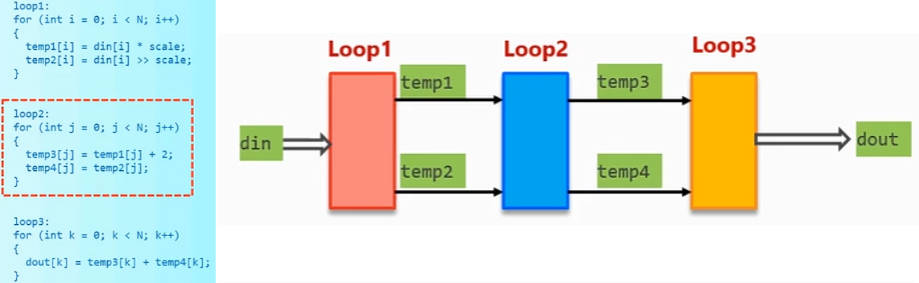 loop1:
for (int i = 0; i < N; i++)
{
  temp1[i] = din[i] * scale;
  temp2[i] = din[i] >> scale;
}
loop2:
for (int j = 0; j < N; j++)
{
  temp3[j] = temp1[j] + 2;
  temp4[j] = temp2[j];
}
loop3:
for (int k = 0; k < N; k++)
{
  dout[k] = temp3[k] + temp4[k];
}
Loop1
Loop2
Loop3
temp1
temp3
din
dout
temp2
temp4